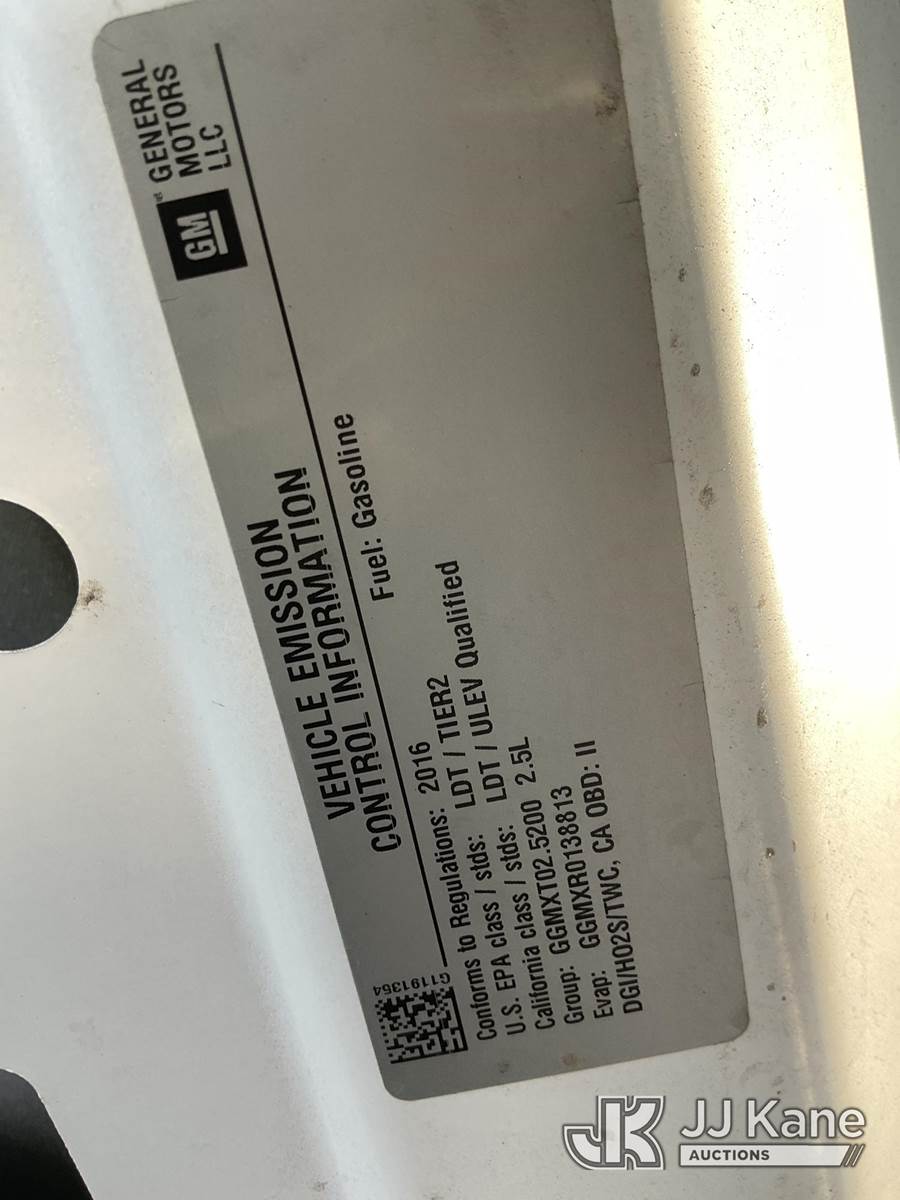 GM
GENERAL
MOTORS
LLC
VEHICLE EMISSION
CONTROL INFORMATION
Fuel: Gasoline
G1191364
Conforms to Regulations: 2016
U.S. EPA class / stds: LDT / TIER2
California class / stds: LDT / ULEV Qualified
Group: GGMXT02.5200 2.5L
Evap: GGMXR0138813
DGI/HO2S/TWC, CA OBD: II
JK JJ Kane
AUCTIONS